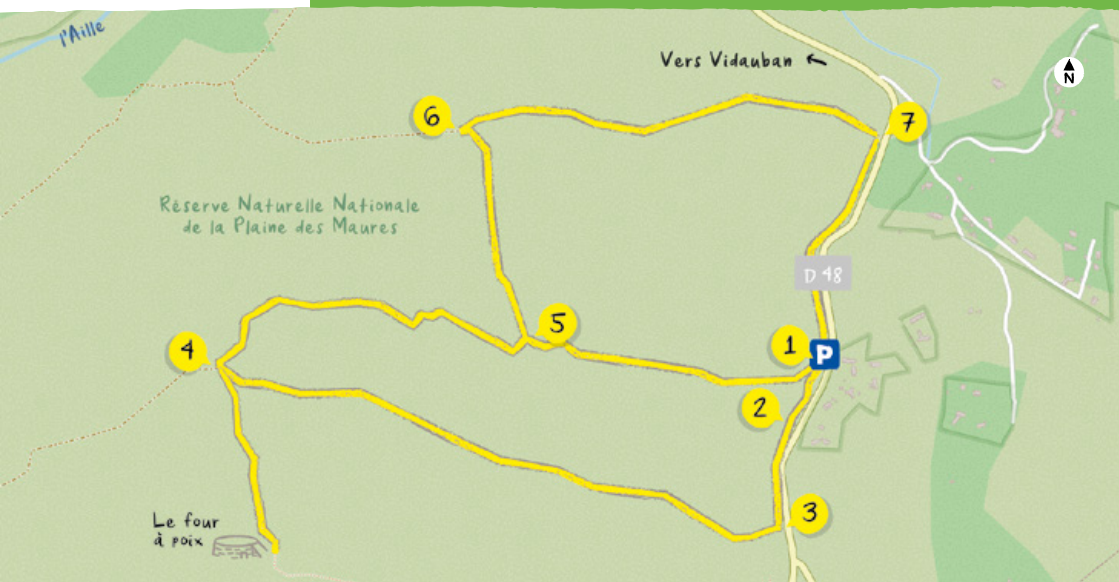 l'Aille
Vers Vidauban
N
6
7
Réserve Naturelle Nationale
de la Plaine des Maures
D 48
5
4
1
P
2
3
Le four
à poix